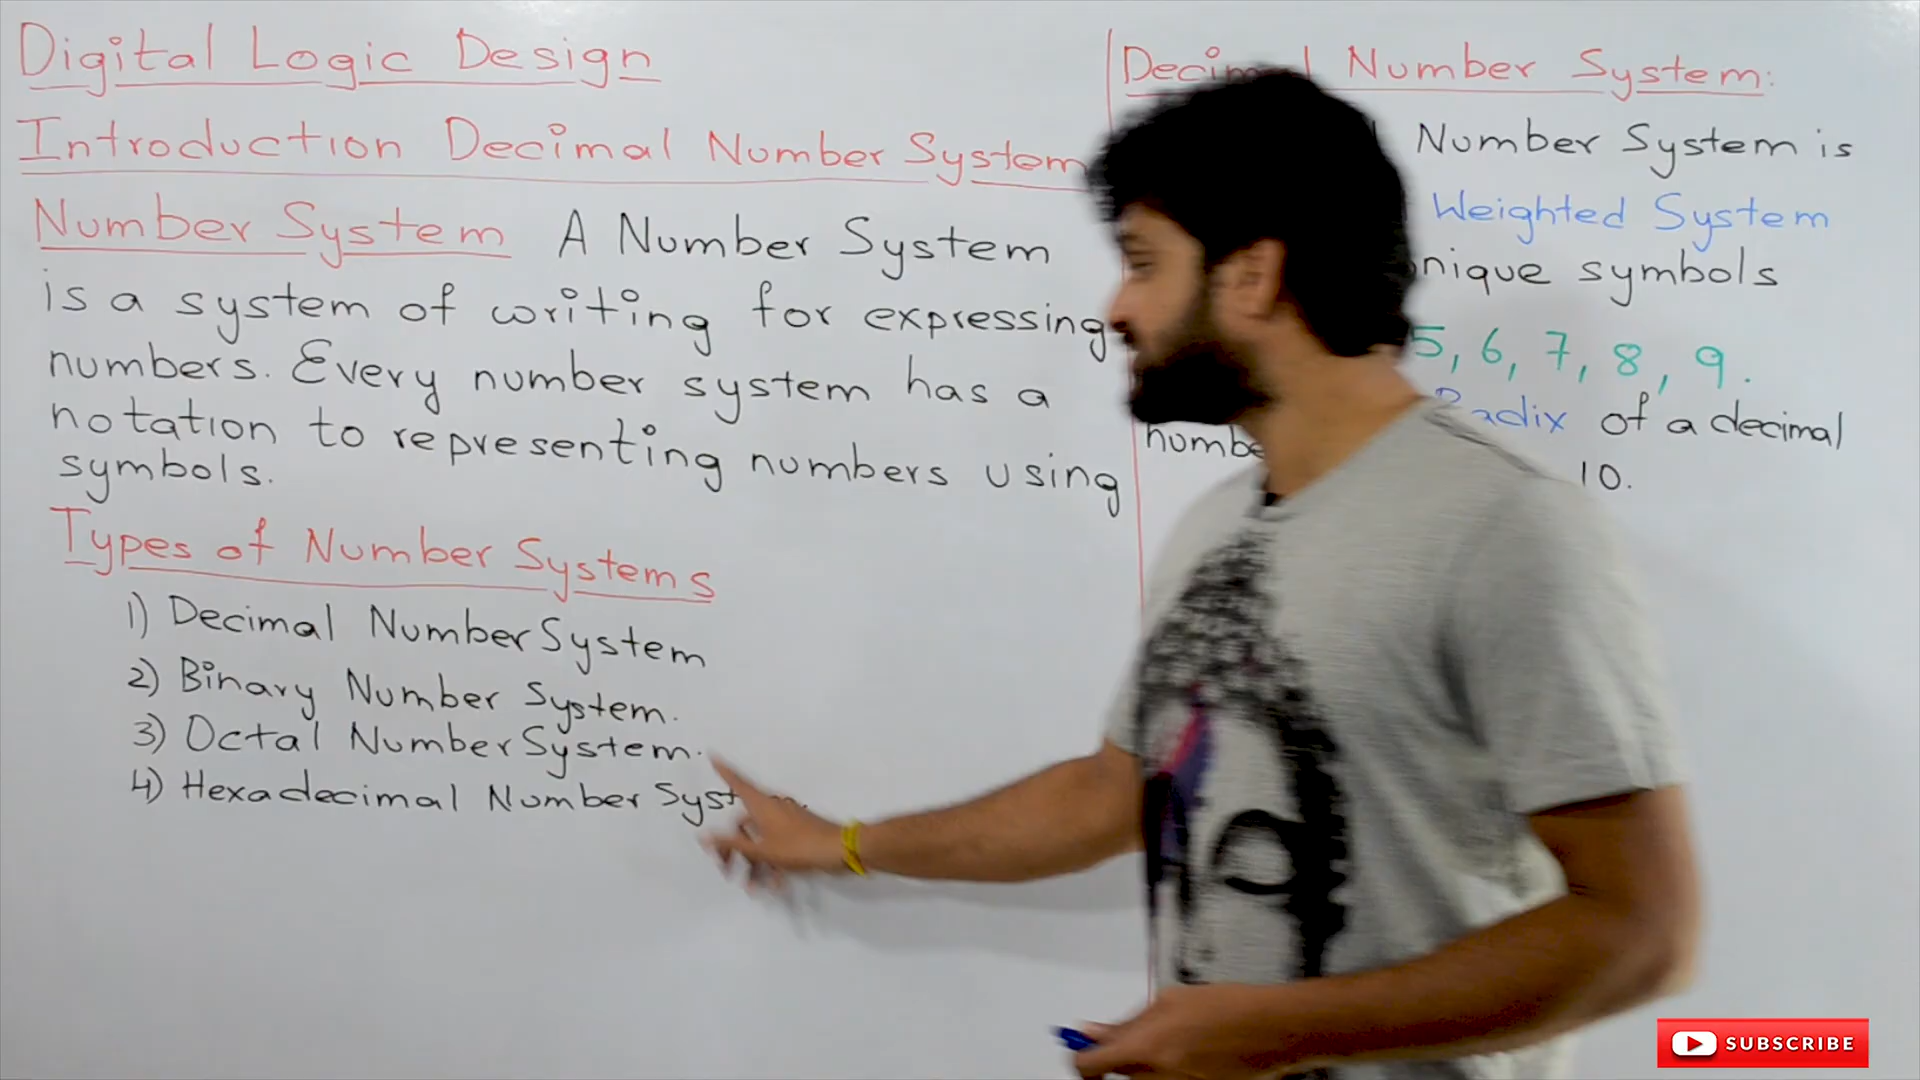 Digital Logic Design
Introduction Decimal Number System
Number System A Number System
is a system of writing for expressing
numbers. Every number system has a
notation to representing numbers using
symbols.
Types of Number Systems
1) Decimal Number System
2) Binary Number System.
3) Octal Number System.
4) Hexadecimal Number Syst
Number System:
Number System is
Weighted System
nique symbols
5, 6, 7, 8, 9.
Radix of a decimal
numbe
10.
SUBSCRIBE